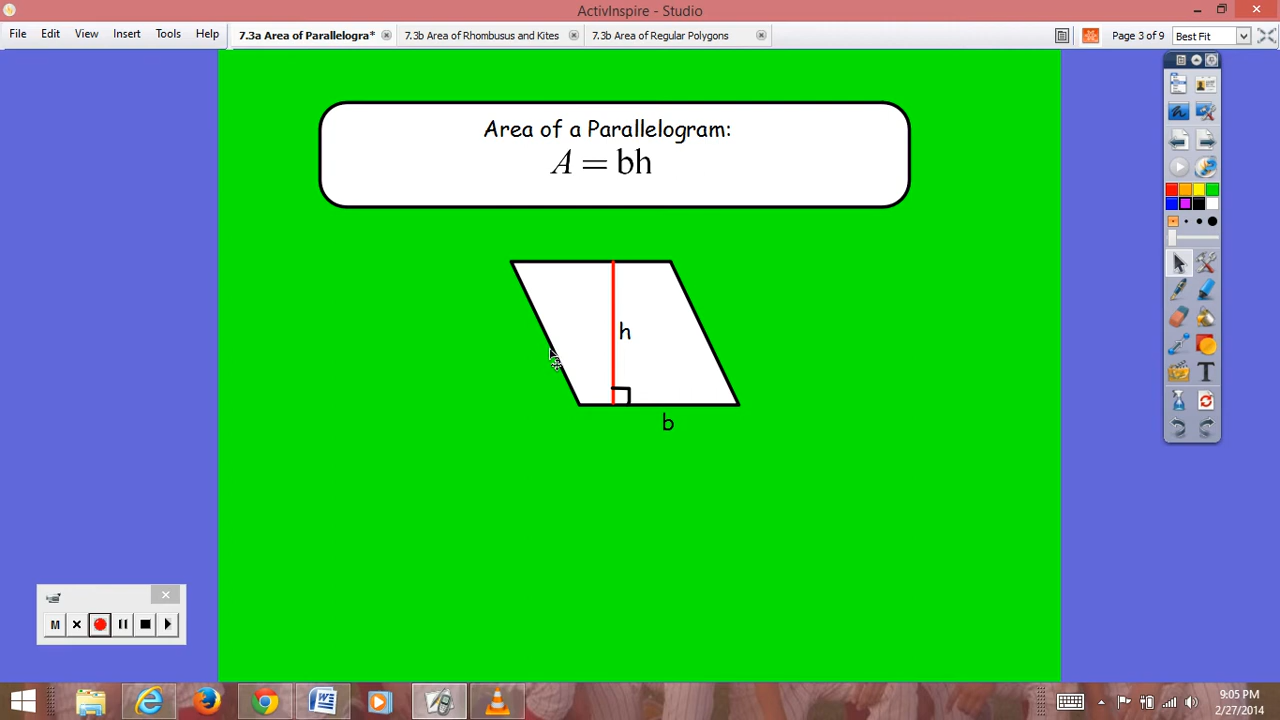 ActivInspire - Studio
File Edit View Insert Tools Help
7.3a Area of Parallelogra* 7.3b Area of Rhombusus and Kites 7.3b Area of Regular Polygons
Page 3 of 9 Best Fit
Area of a Parallelogram:
A = bh
h
b
M
T
9:05 PM
2/27/2014